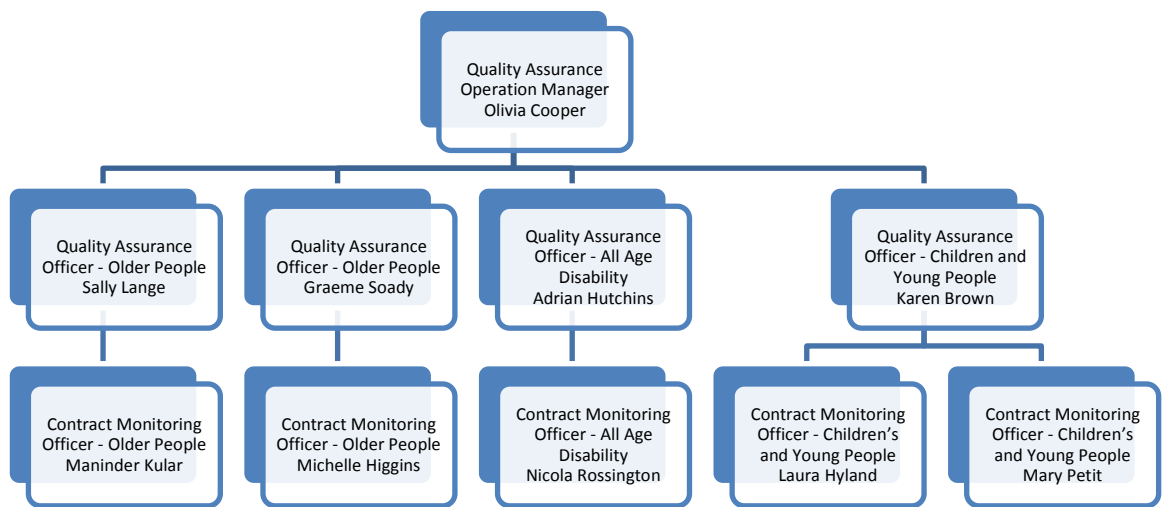 Quality Assurance
Operation Manager
Olivia Cooper
Quality Assurance
Officer - Older People
Sally Lange
Quality Assurance
Officer - Older People
Graeme Soady
Quality Assurance
Officer - All Age
Disability
Adrian Hutchins
Quality Assurance
Officer - Children and
Young People
Karen Brown
Contract Monitoring
Officer - Older People
Maninder Kular
Contract Monitoring
Officer - Older People
Michelle Higgins
Contract Monitoring
Officer - All Age
Disability
Nicola Rossington
Contract Monitoring
Officer - Children’s
and Young People
Laura Hyland
Contract Monitoring
Officer - Children’s
and Young People
Mary Petit